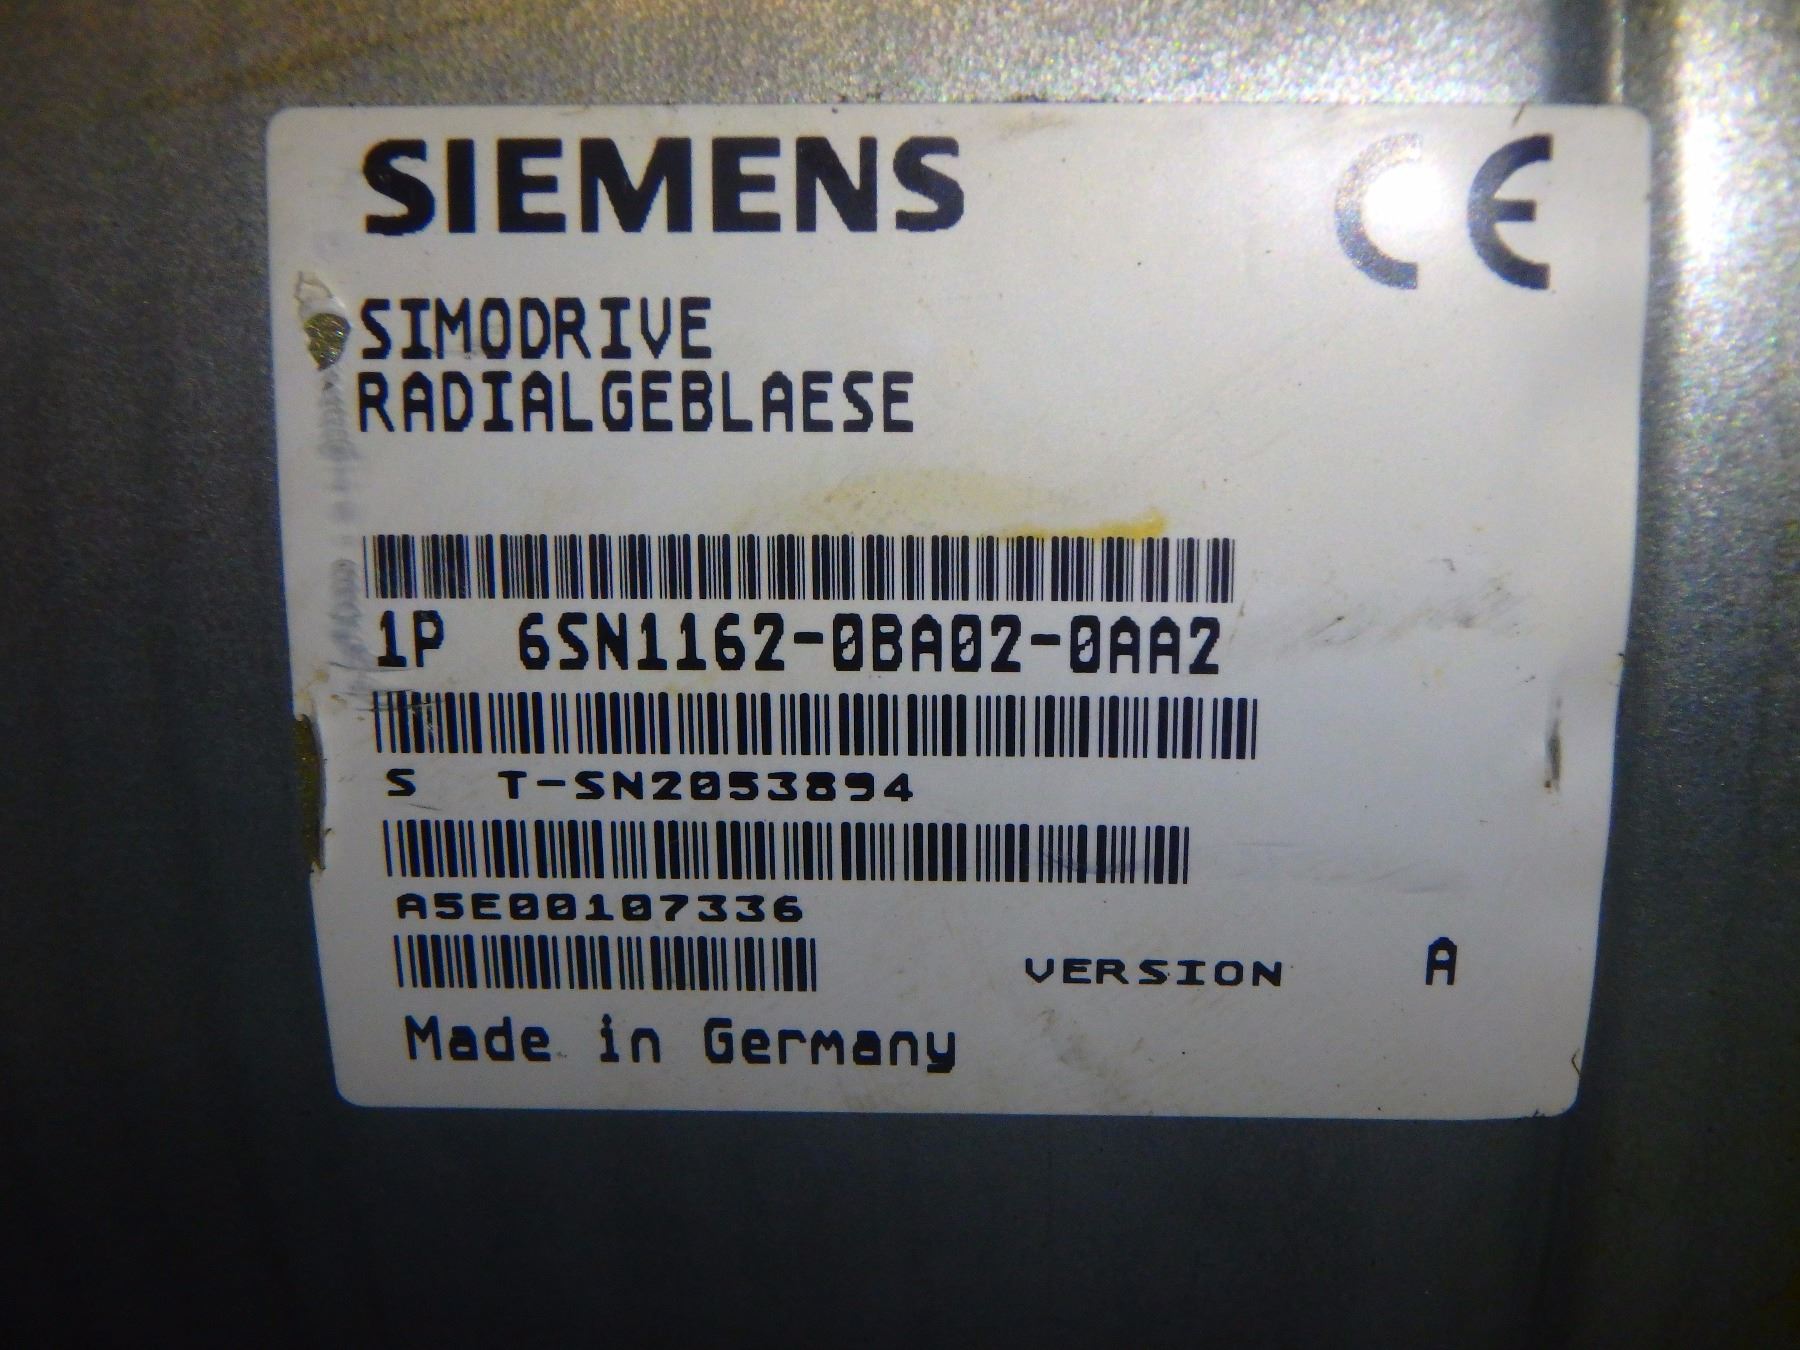 SIEMENS CE
SIMODRIVE
RADIALGEBLAESE
1P 6SN1162-0BA02-0AA2
S T-SN2053894
A5E00107336
VERSION A
Made in Germany